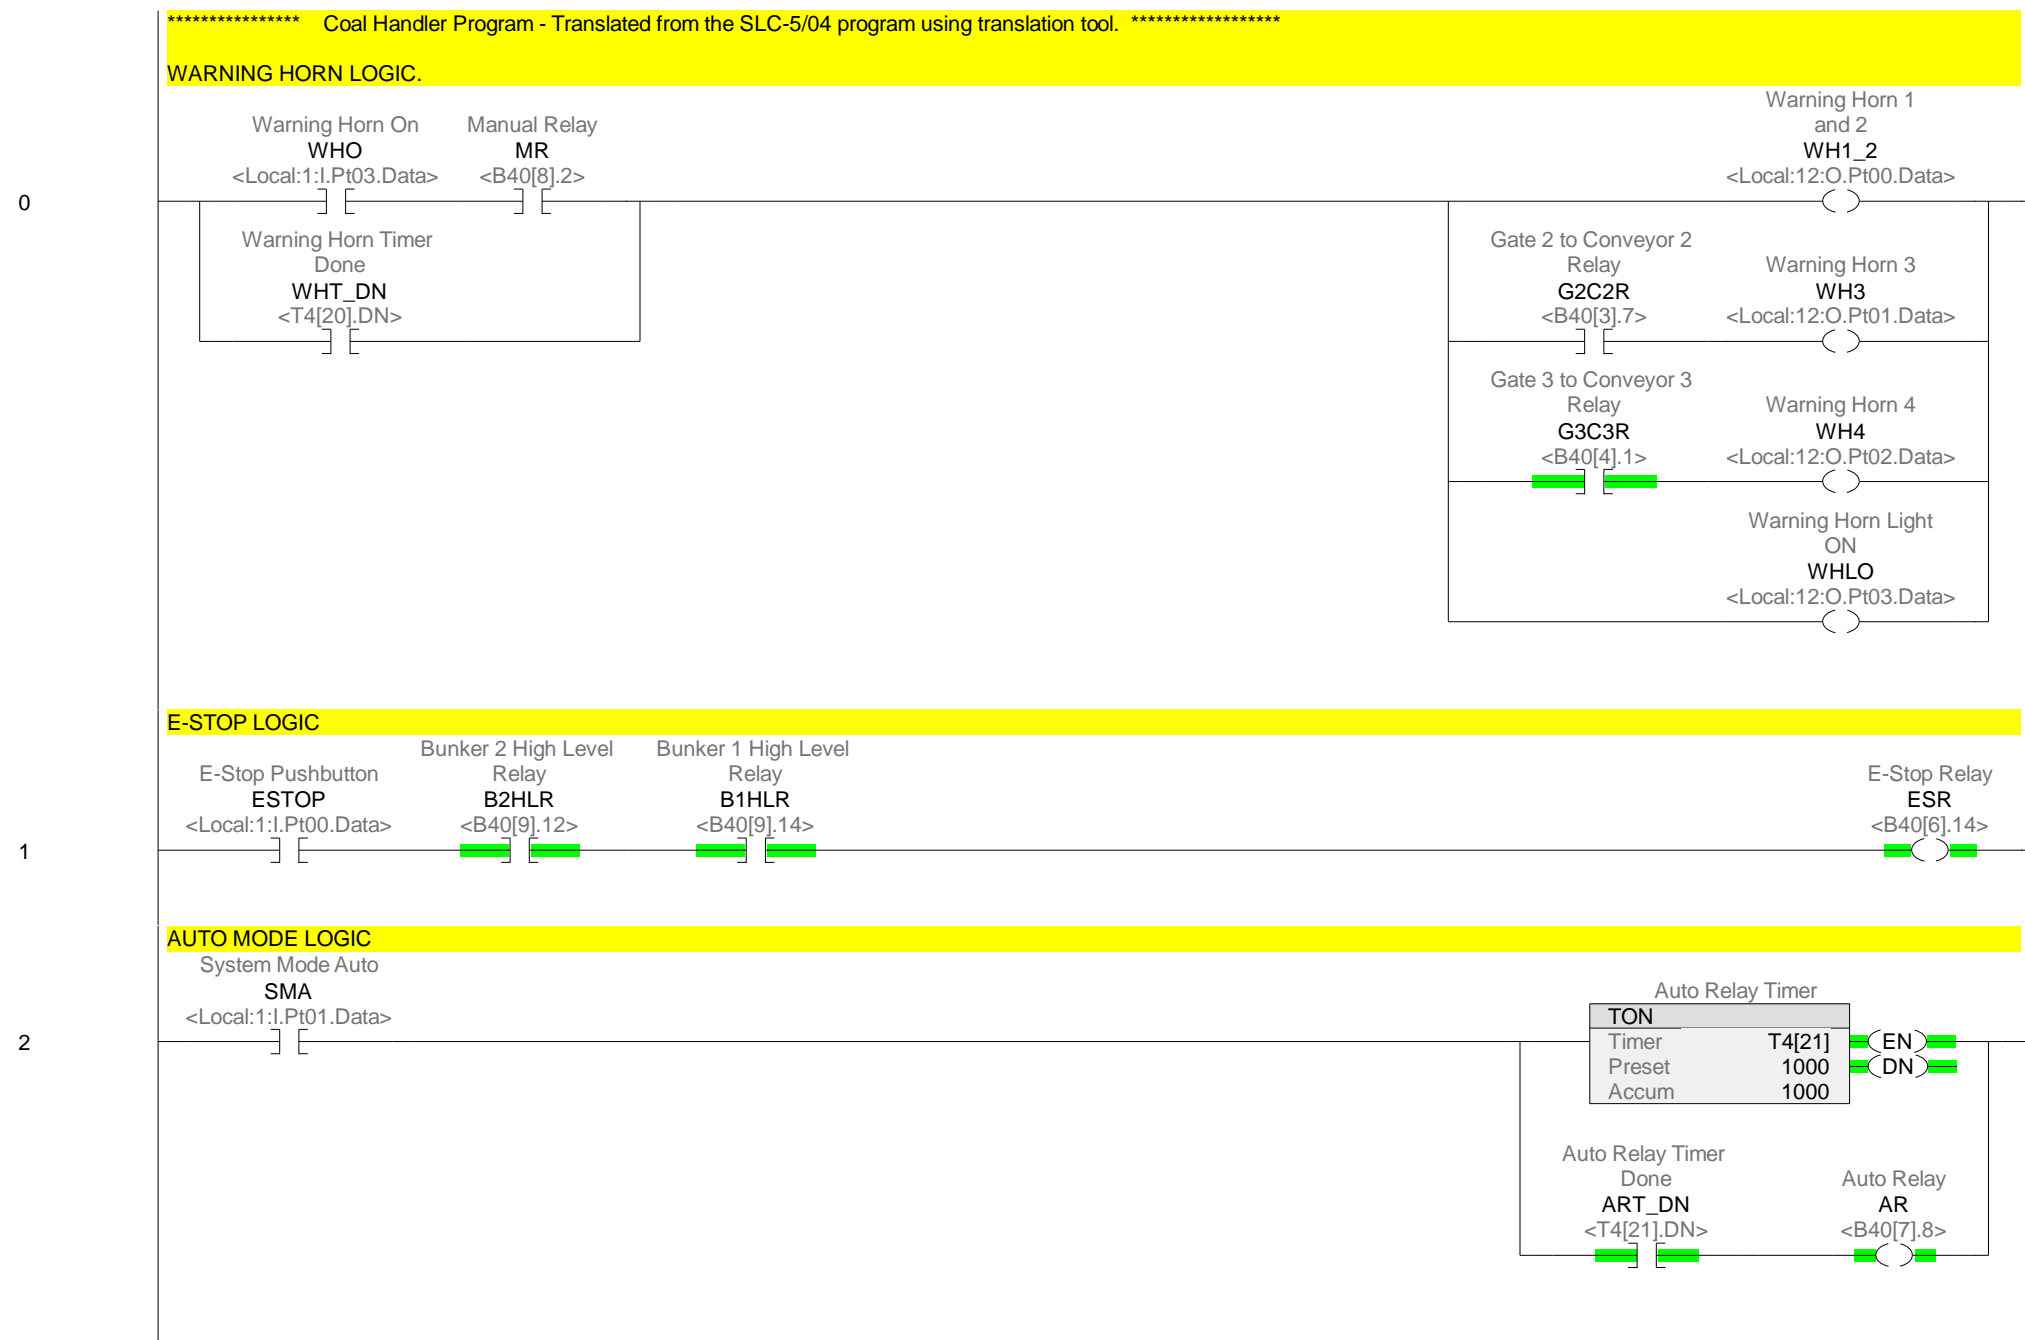 **************** Coal Handler Program - Translated from the SLC-5/04 program using translation tool. ******************
WARNING HORN LOGIC.
0
Warning Horn On
WHO
<Local:1:I.Pt03.Data>
Manual Relay
MR
<B40[8].2>
Warning Horn Timer
Done
WHT_DN
<T4[20].DN>
Warning Horn 1
and 2
WH1_2
<Local:12:O.Pt00.Data>
Gate 2 to Conveyor 2
Relay
G2C2R
<B40[3].7>
Warning Horn 3
WH3
<Local:12:O.Pt01.Data>
Gate 3 to Conveyor 3
Relay
G3C3R
<B40[4].1>
Warning Horn 4
WH4
<Local:12:O.Pt02.Data>
Warning Horn Light
ON
WHLO
<Local:12:O.Pt03.Data>
E-STOP LOGIC
1
E-Stop Pushbutton
ESTOP
<Local:1:I.Pt00.Data>
Bunker 2 High Level
Relay
B2HLR
<B40[9].12>
Bunker 1 High Level
Relay
B1HLR
<B40[9].14>
E-Stop Relay
ESR
<B40[6].14>
AUTO MODE LOGIC
2
System Mode Auto
SMA
<Local:1:I.Pt01.Data>
Auto Relay Timer
TON
Timer T4[21] EN
Preset 1000 DN
Accum 1000
Auto Relay Timer
Done
ART_DN
<T4[21].DN>
Auto Relay
AR
<B40[7].8>